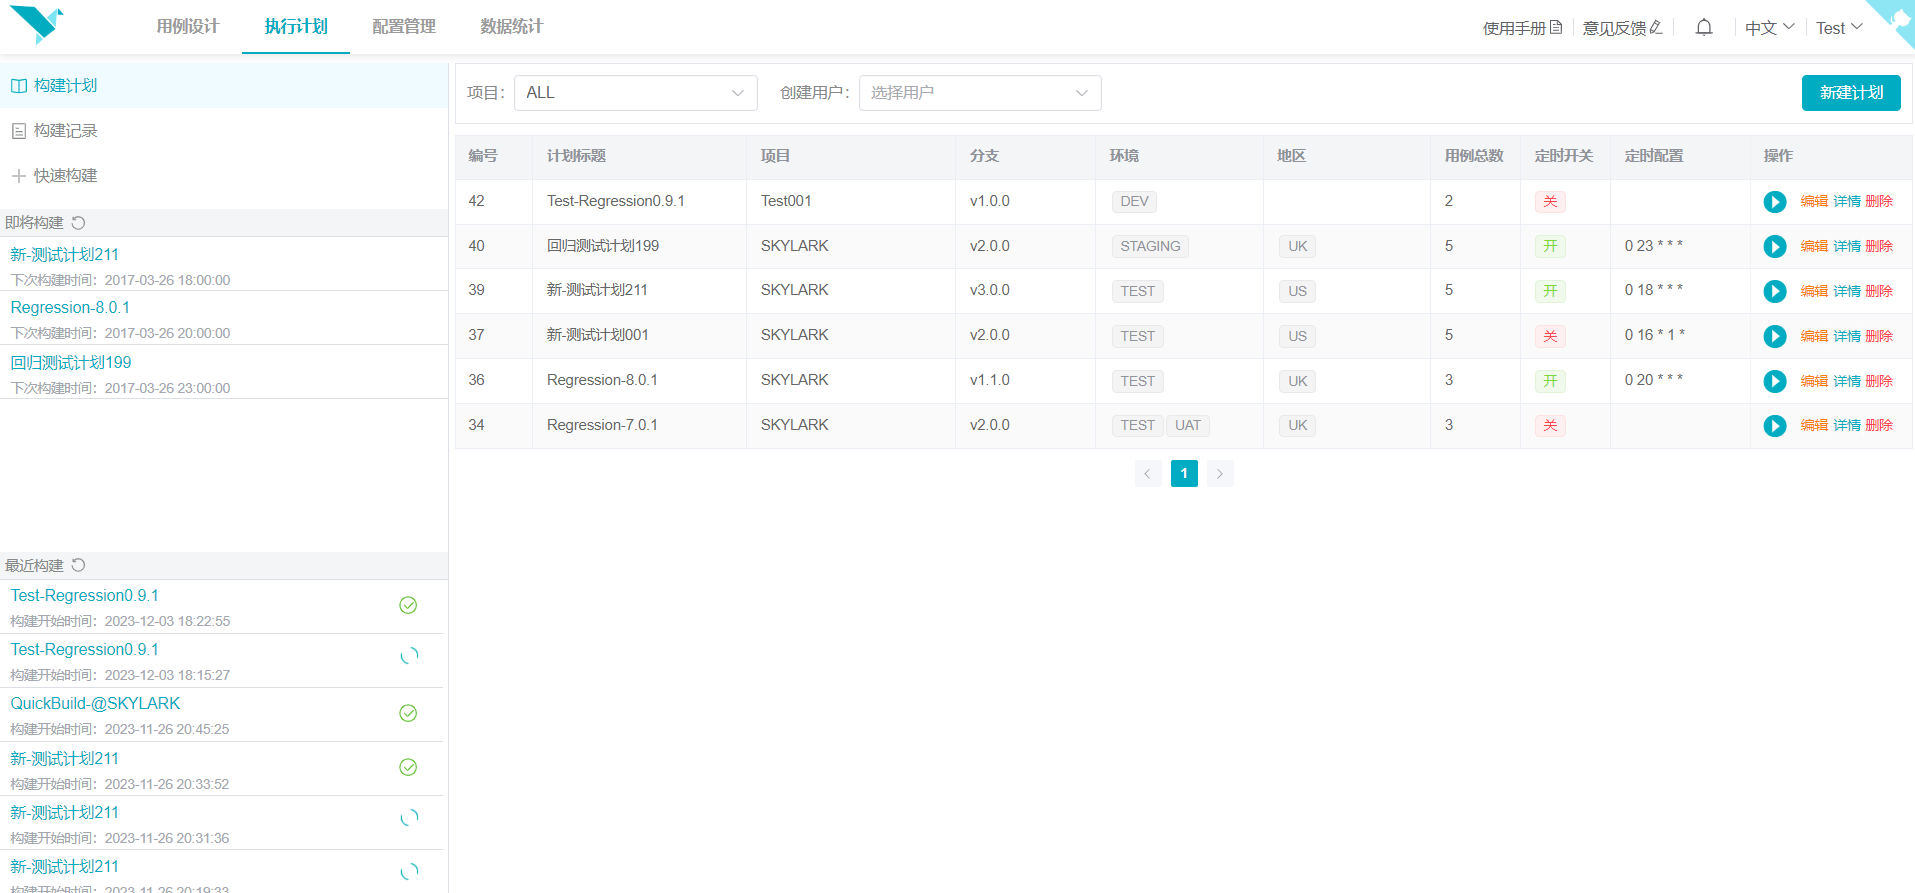 用例设计 执行计划 配置管理 数据统计 使用手册 意见反馈 中文 Test
构建计划
构建记录
快速构建
即将构建
新-测试计划211
下次构建时间：2017-03-26 18:00:00
Regression-8.0.1
下次构建时间：2017-03-26 20:00:00
回归测试计划199
下次构建时间：2017-03-26 23:00:00
最近构建
Test-Regression0.9.1
构建开始时间：2023-12-03 18:22:55
Test-Regression0.9.1
构建开始时间：2023-12-03 18:15:27
QuickBuild-@SKYLARK
构建开始时间：2023-11-26 20:45:25
新-测试计划211
构建开始时间：2023-11-26 20:33:52
新-测试计划211
构建开始时间：2023-11-26 20:31:36
新-测试计划211
构建开始时间：2023-11-26 20:19:33
项目： ALL 创建用户： 选择用户 新建计划
编号 计划标题 项目 分支 环境 地区 用例总数 定时开关 定时配置 操作
42 Test-Regression0.9.1 Test001 v1.0.0 DEV 2 关 编辑 详情 删除
40 回归测试计划199 SKYLARK v2.0.0 STAGING UK 5 开 0 23 * * * 编辑 详情 删除
39 新-测试计划211 SKYLARK v3.0.0 TEST US 5 开 0 18 * * * 编辑 详情 删除
37 新-测试计划001 SKYLARK v2.0.0 TEST US 5 关 0 16 * 1 * 编辑 详情 删除
36 Regression-8.0.1 SKYLARK v1.1.0 TEST UK 3 开 0 20 * * * 编辑 详情 删除
34 Regression-7.0.1 SKYLARK v2.0.0 TEST UAT UK 3 关 编辑 详情 删除
1